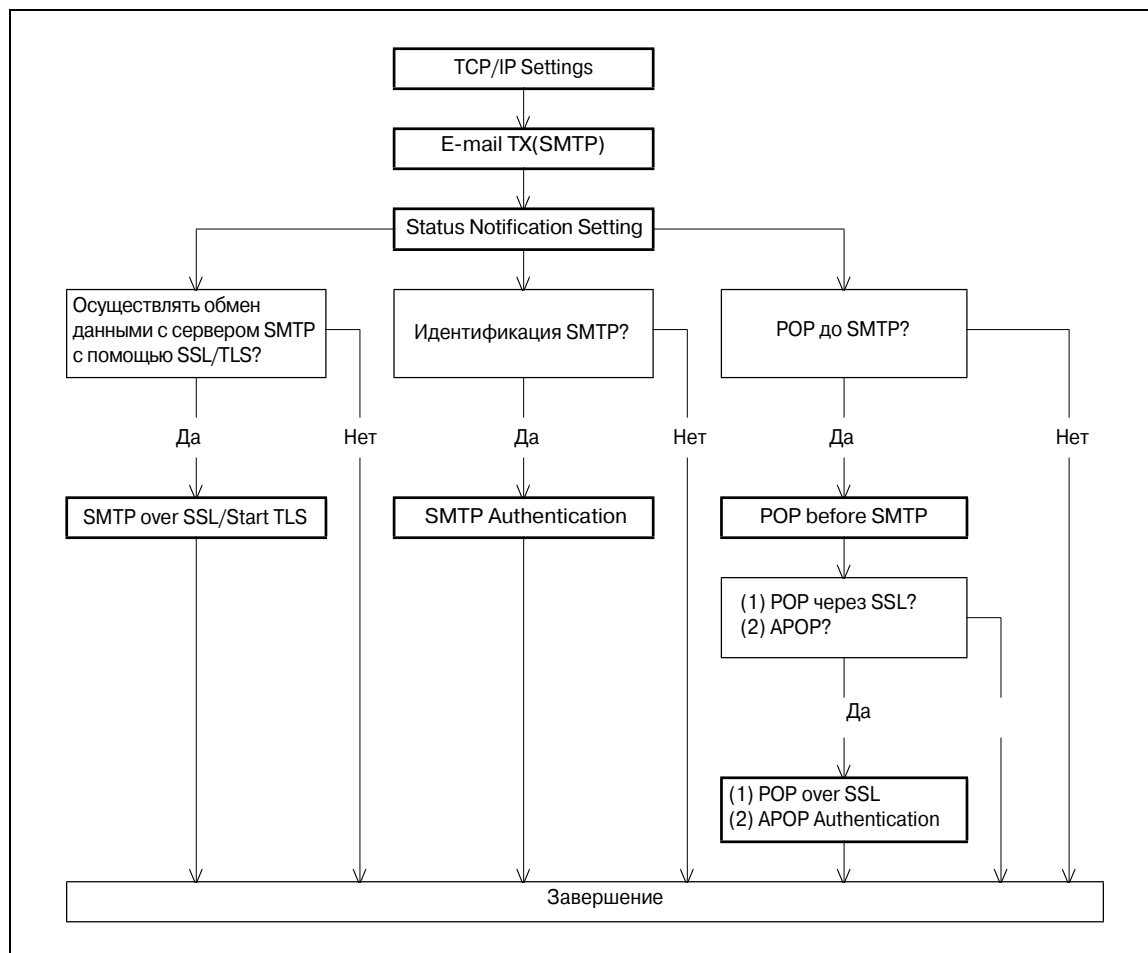 TCP/IP Settings
E-mail TX(SMTP)
Status Notification Setting
Осуществлять обмен
данными с сервером SMTP
с помощью SSL/TLS?
Идентификация SMTP?
POP до SMTP?
Да
Нет
Да
Нет
Да
Нет
SMTP over SSL/Start TLS
SMTP Authentication
POP before SMTP
(1) POP через SSL?
(2) APOP?
Да
(1) POP over SSL
(2) APOP Authentication
Завершение